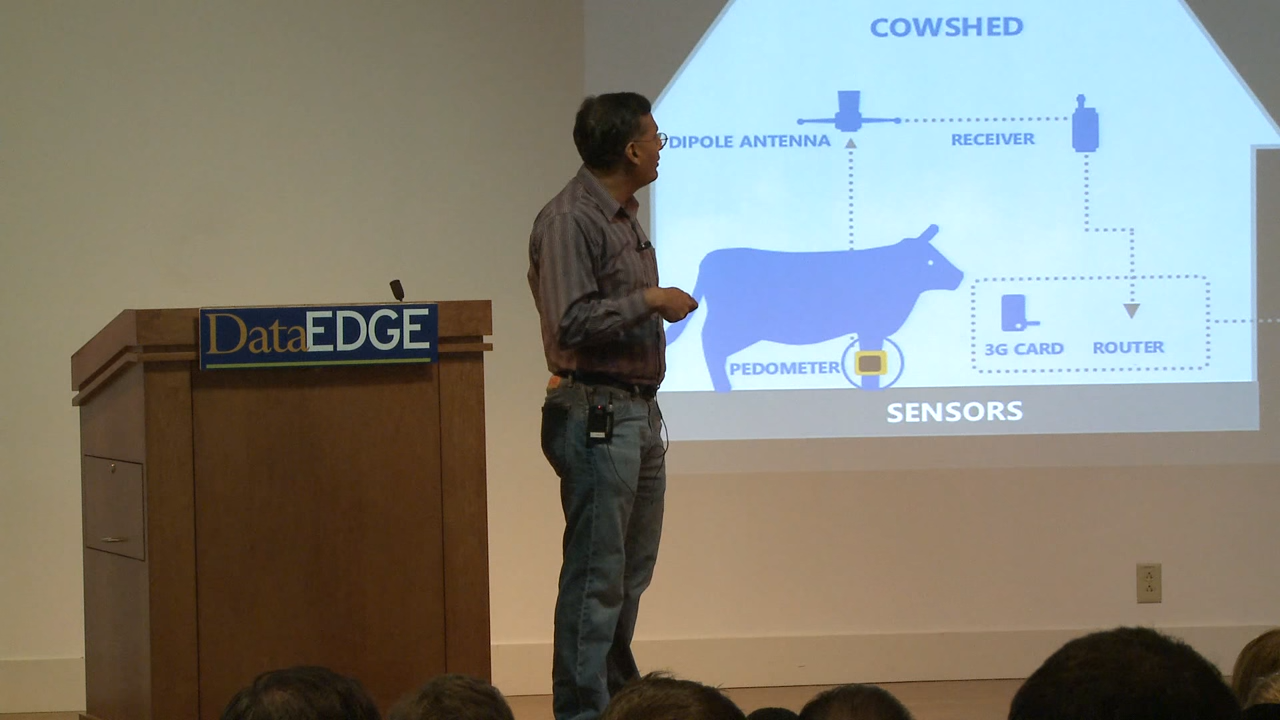 COWSHED
DIPOLE ANTENNA
RECEIVER
DataEDGE
PEDOMETER
3G CARD
ROUTER
SENSORS